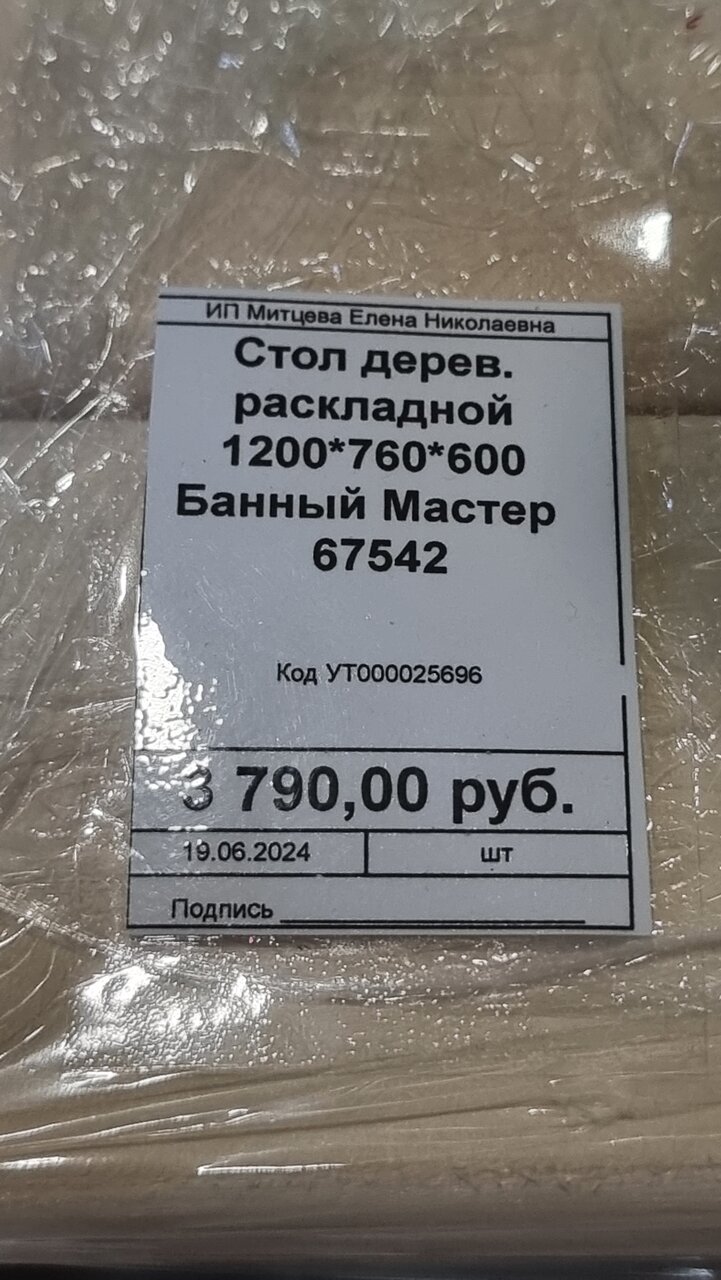 ИП Митцева Елена Николаевна
Стол дерев.
раскладной
1200*760*600
Банный Мастер
67542
Код УТ000025696
3 790,00 руб.
19.06.2024 шт
Подпись